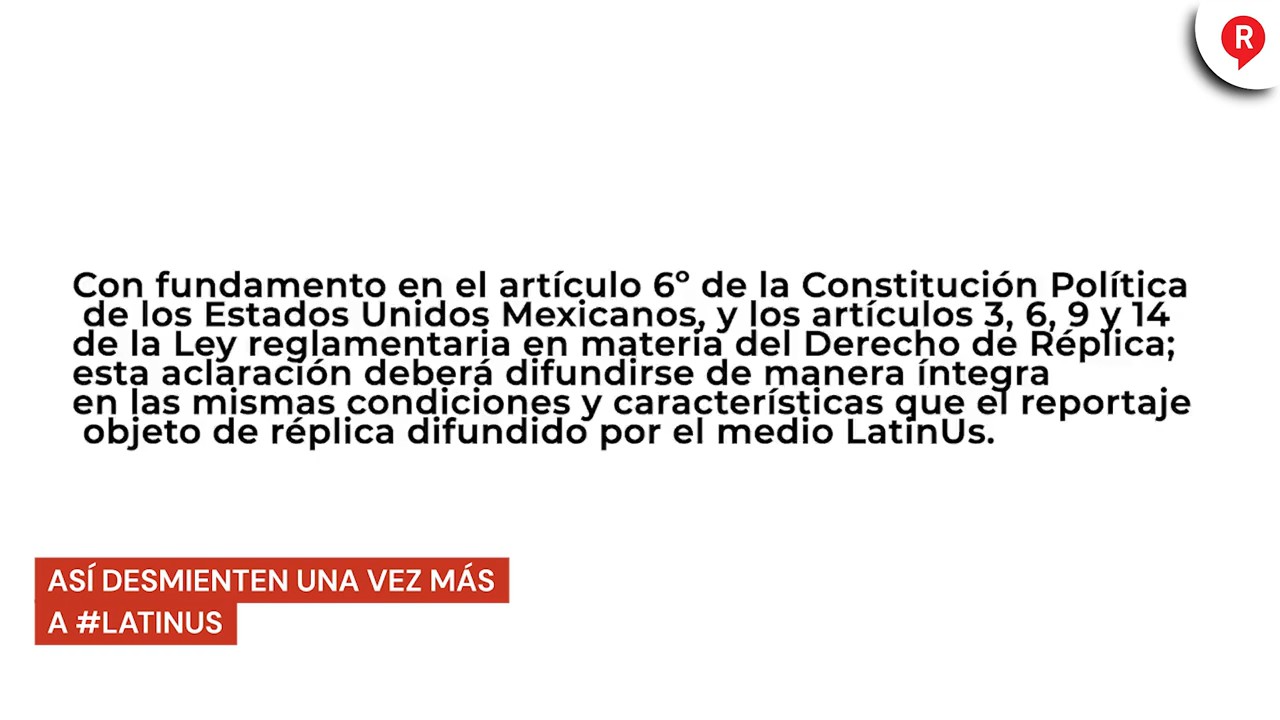 R
Con fundamento en el artículo 6º de la Constitución Política
de los Estados Unidos Mexicanos, y los artículos 3, 6, 9 y 14
de la Ley reglamentaria en materia del Derecho de Réplica;
esta aclaración deberá difundirse de manera íntegra
en las mismas condiciones y características que el reportaje
objeto de réplica difundido por el medio LatinUs.
ASÍ DESMIENTEN UNA VEZ MÁS
A #LATINUS